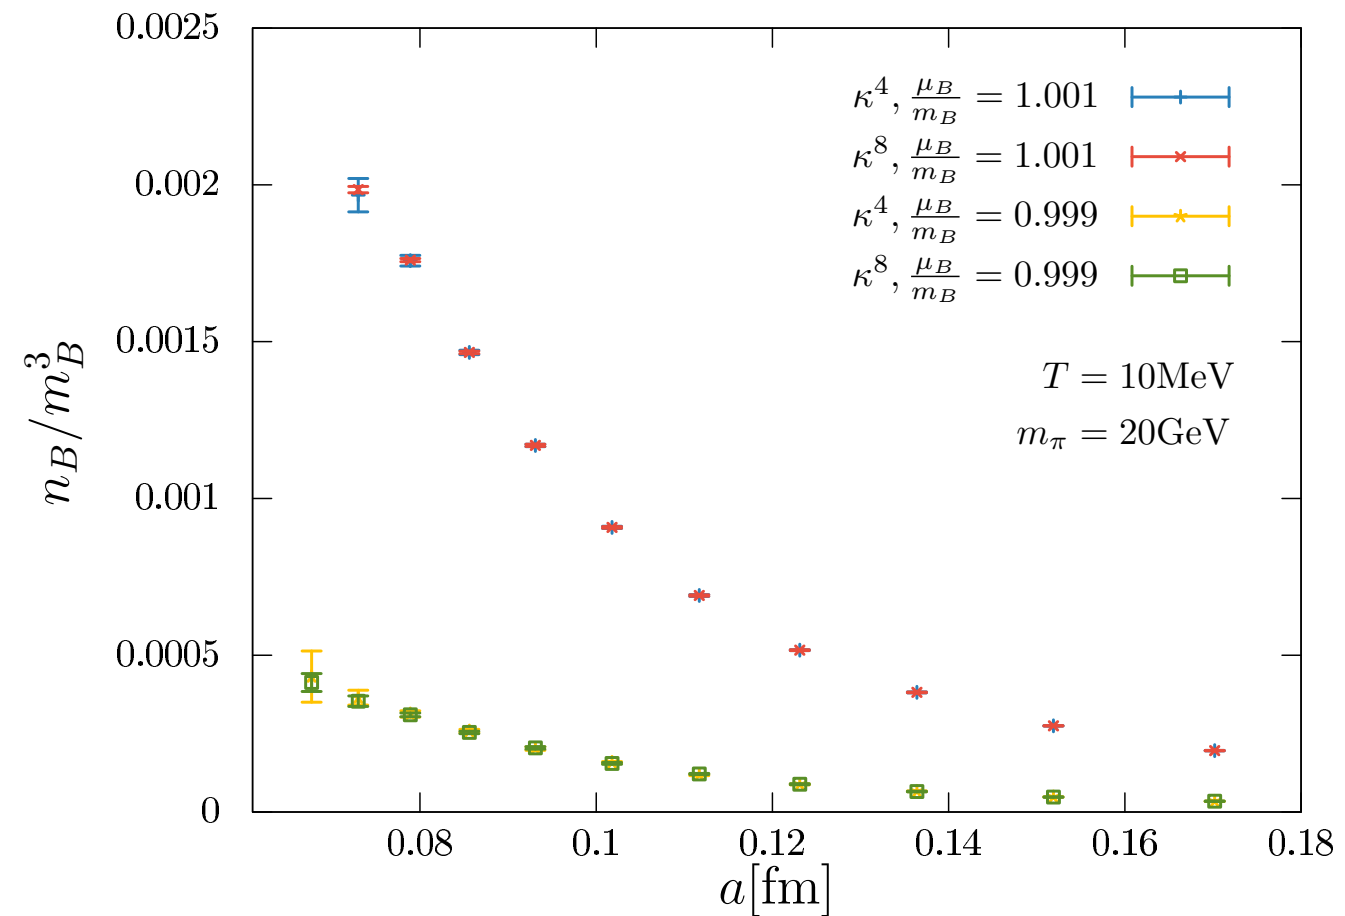 0.0025
0.002
0.0015
0.001
0.0005
0
n_B/m_B^3
κ^4, μ_B/m_B = 1.001
κ^8, μ_B/m_B = 1.001
κ^4, μ_B/m_B = 0.999
κ^8, μ_B/m_B = 0.999
T = 10MeV
m_π = 20GeV
0.08 0.1 0.12 0.14 0.16 0.18
a[fm]